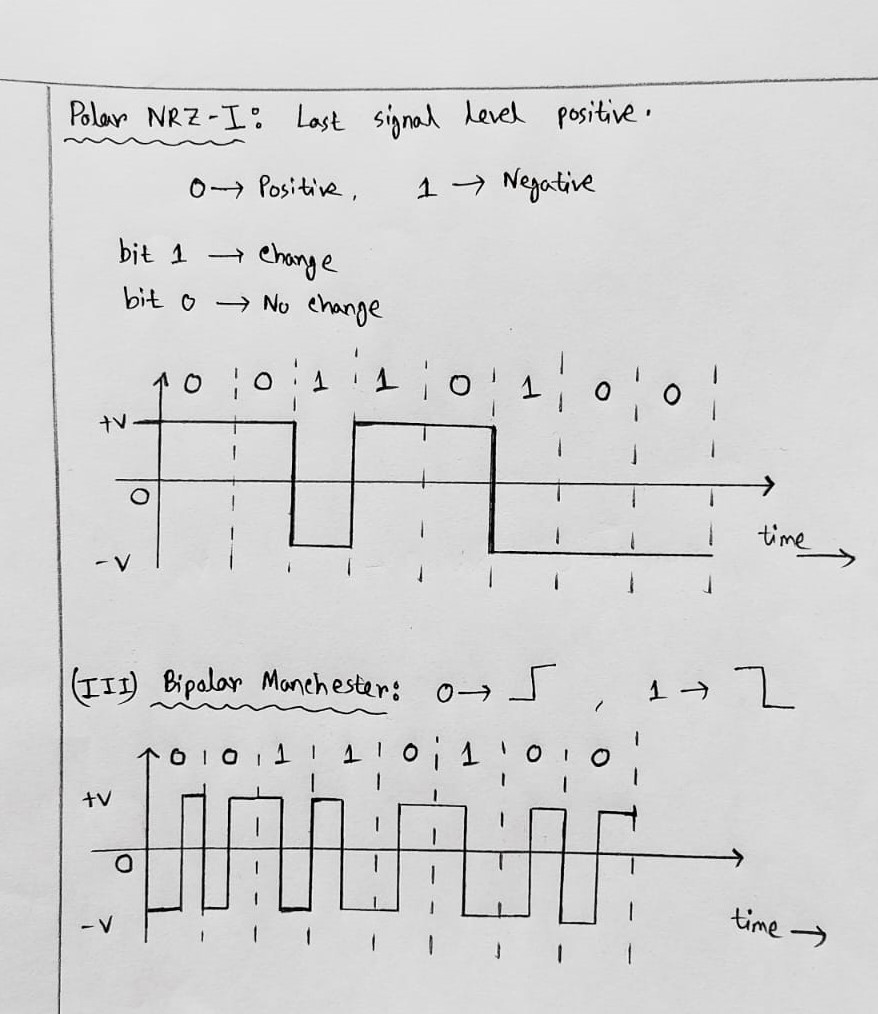 Polar NRZ-I: Last signal level positive.
0→ Positive, 1 → Negative
bit 1 → change
bit 0 → No change
0 0 1 1 0 1 0 0
+V
0
-V
time
(III) Bipolar Manchester: 0→ , 1 →
0 0 1 1 0 1 0 0
+V
0
-V
time →